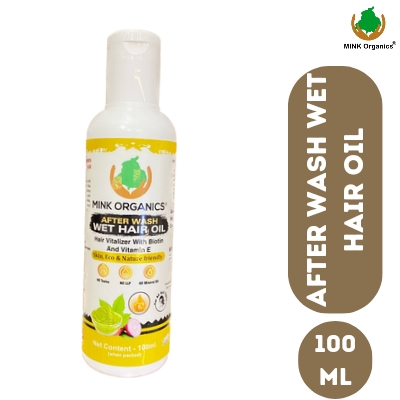 MINK Organics®
MINK ORGANICS®
AFTER WASH
WET HAIR OIL
Hair Vitalizer With Biotin
And Vitamin E
Skin, Eco & Nature friendly
Net Content - 100ml
AFTER WASH WET
HAIR OIL
100
ML